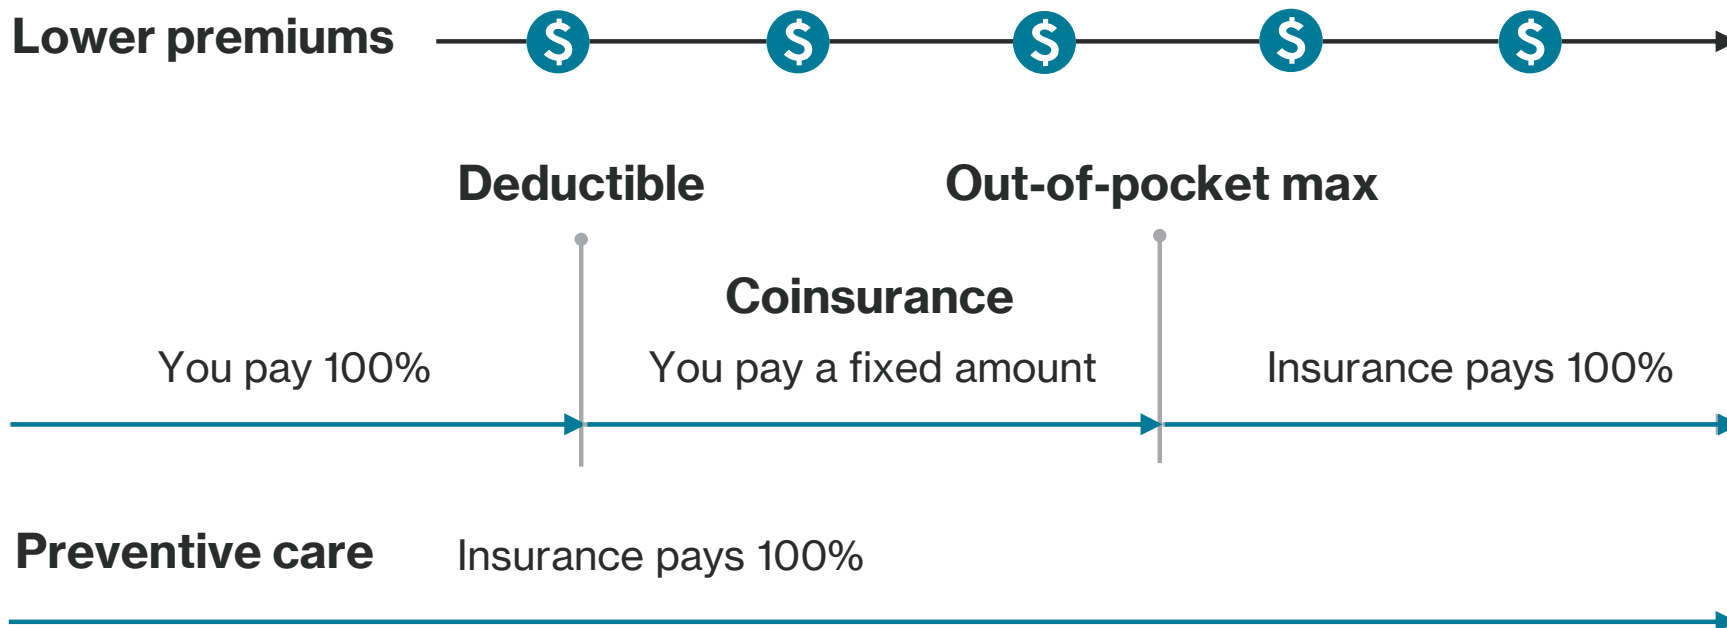 Lower premiums
$ $ $ $ $
Deductible Out-of-pocket max
Coinsurance
You pay 100% You pay a fixed amount Insurance pays 100%
Preventive care Insurance pays 100%